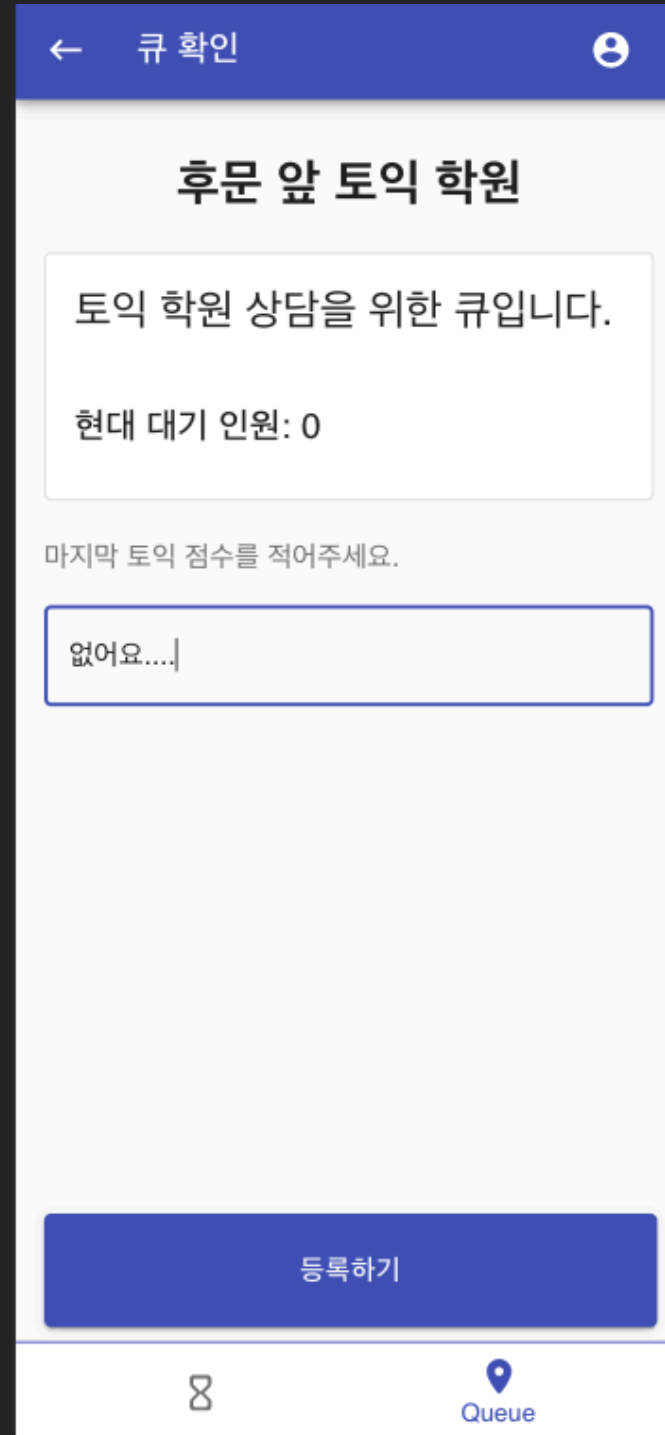 큐 확인
후문 앞 토익 학원
토익 학원 상담을 위한 큐입니다.
현대 대기 인원: 0
마지막 토익 점수를 적어주세요.
없어요....
등록하기
Queue